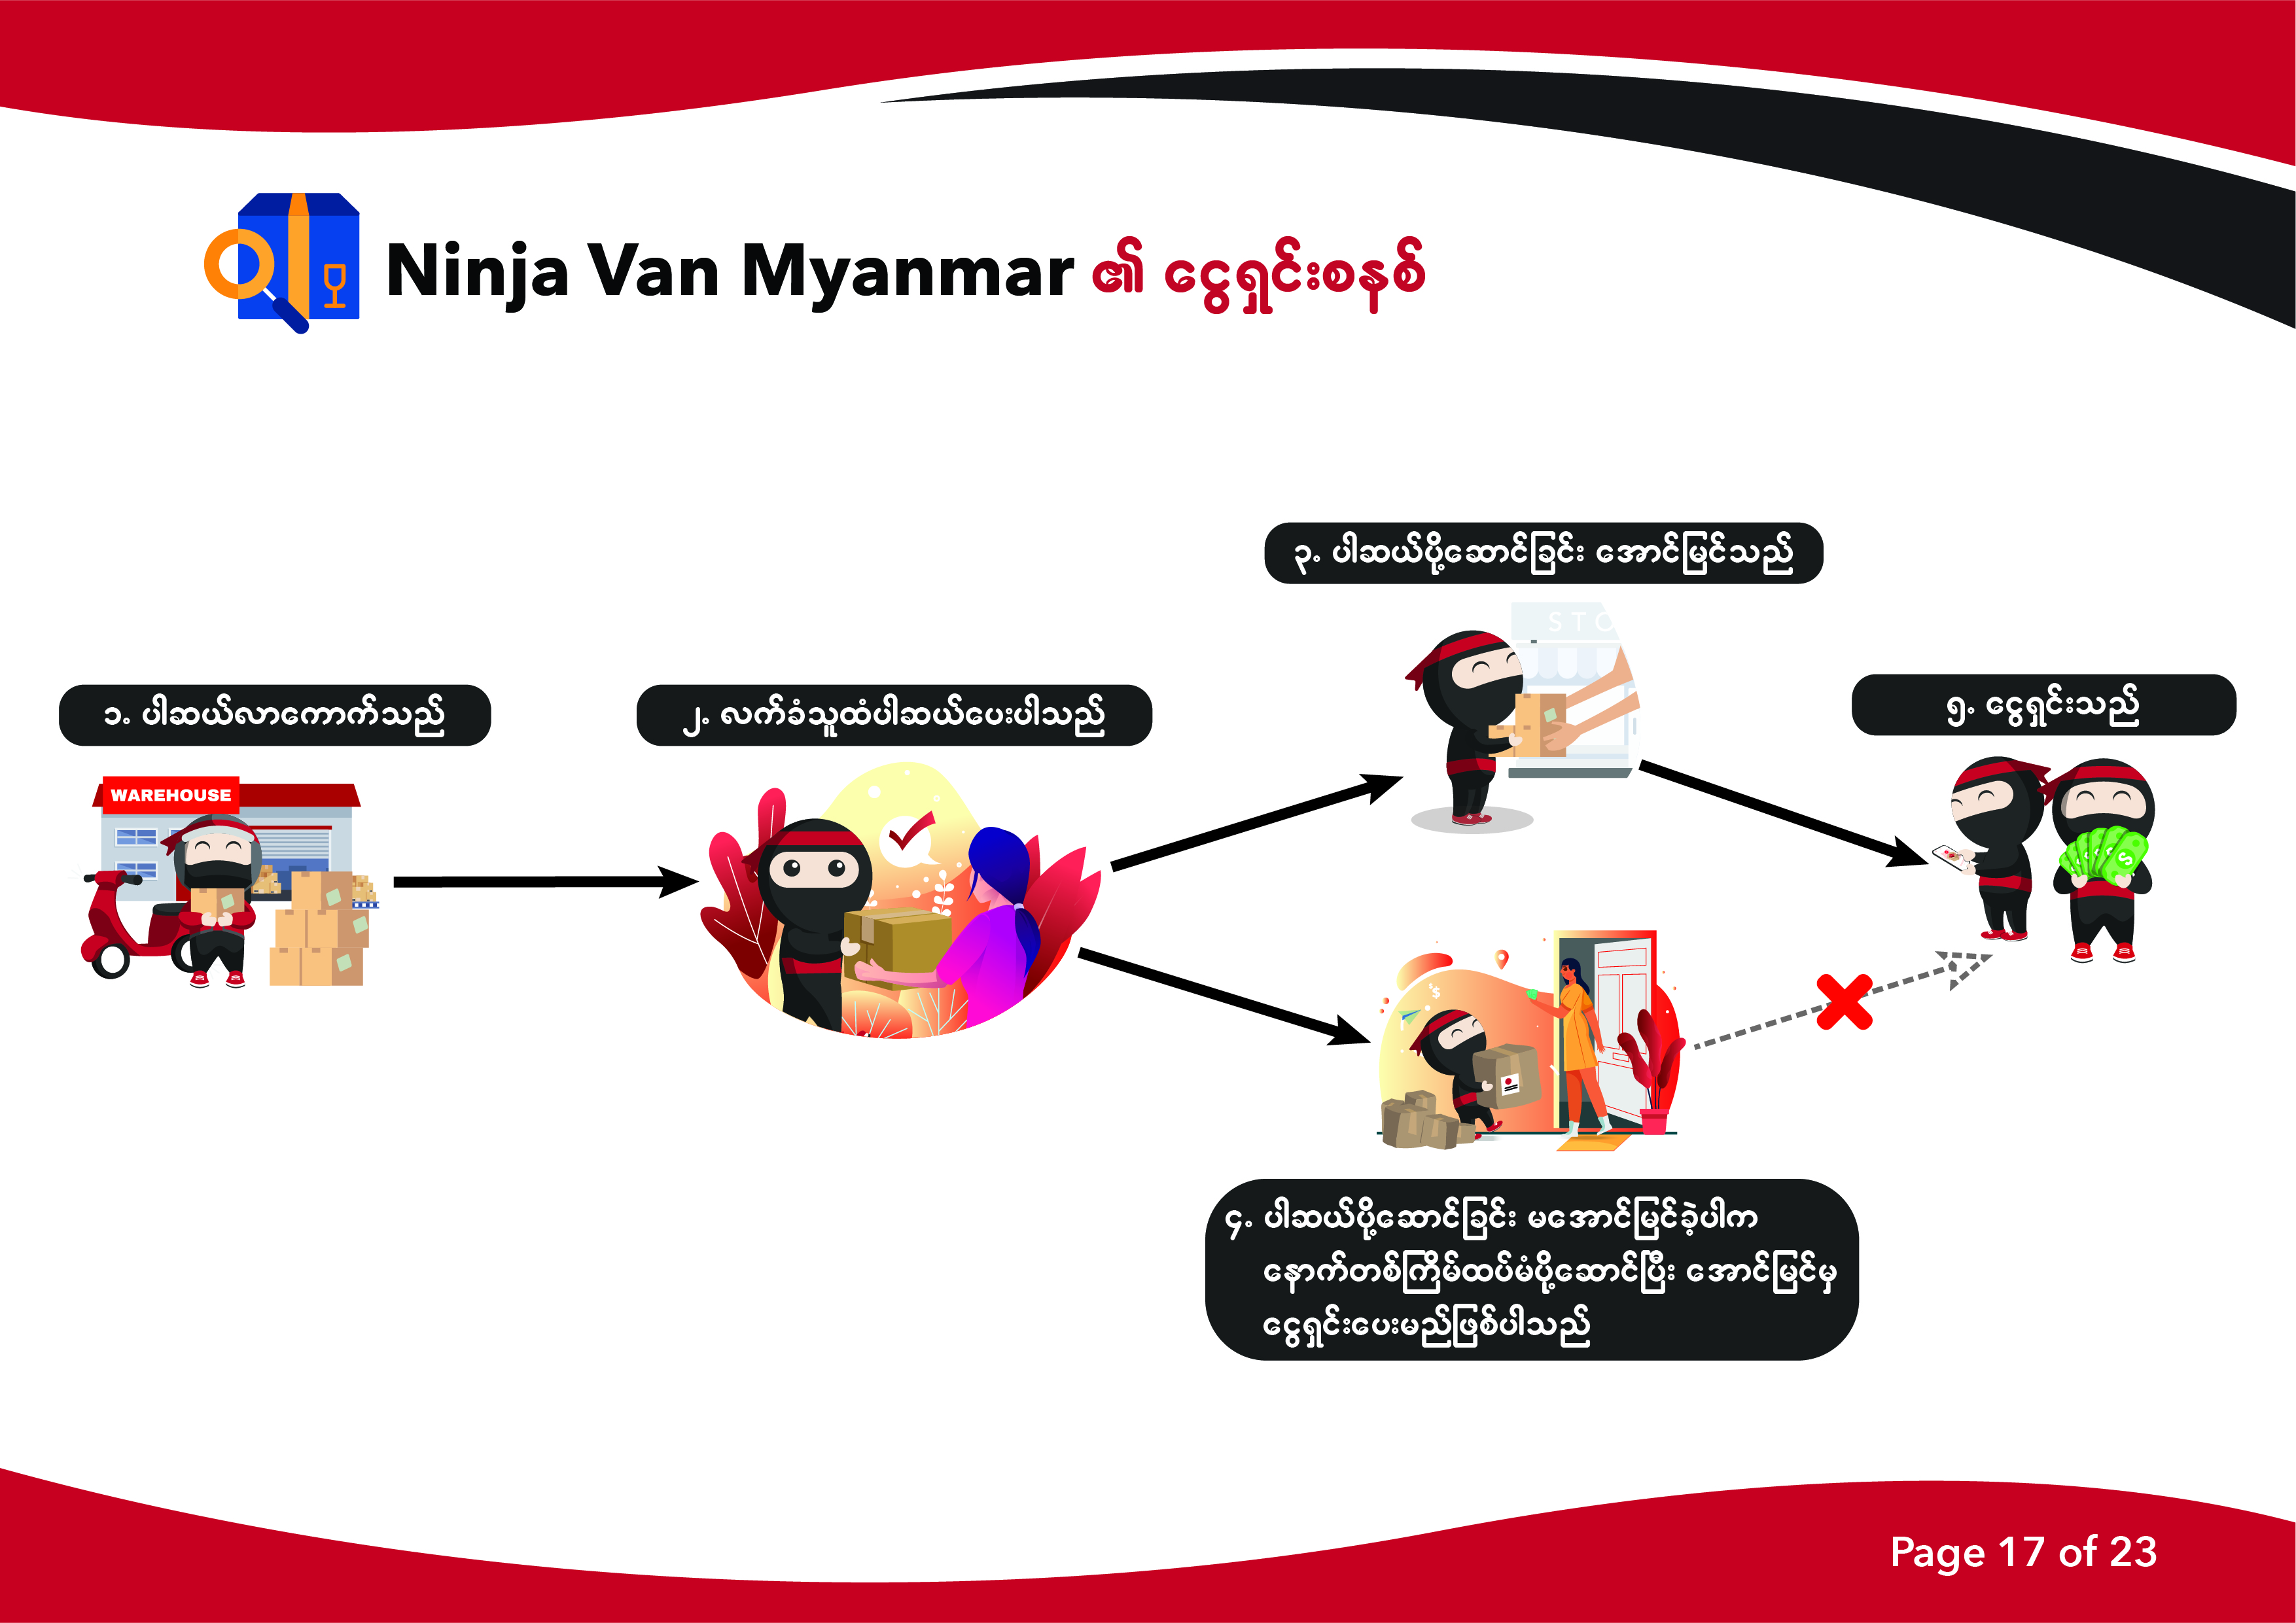 Ninja Van Myanmar ၏ ငွေရှင်းစနစ်
၁. ပါဆယ်လာကောက်သည်
WAREHOUSE
၂. လက်ခံသူထံပါဆယ်ပေးပါသည်
၃. ပါဆယ်ပို့ဆောင်ခြင်း အောင်မြင်သည်
STO
၄. ပါဆယ်ပို့ဆောင်ခြင်း မအောင်မြင်ခဲ့ပါက
နောက်တစ်ကြိမ်ထပ်မံပို့ဆောင်ပြီး အောင်မြင်မှ
ငွေရှင်းပေးမည်ဖြစ်ပါသည်
၅. ငွေရှင်းသည်
Page 17 of 23